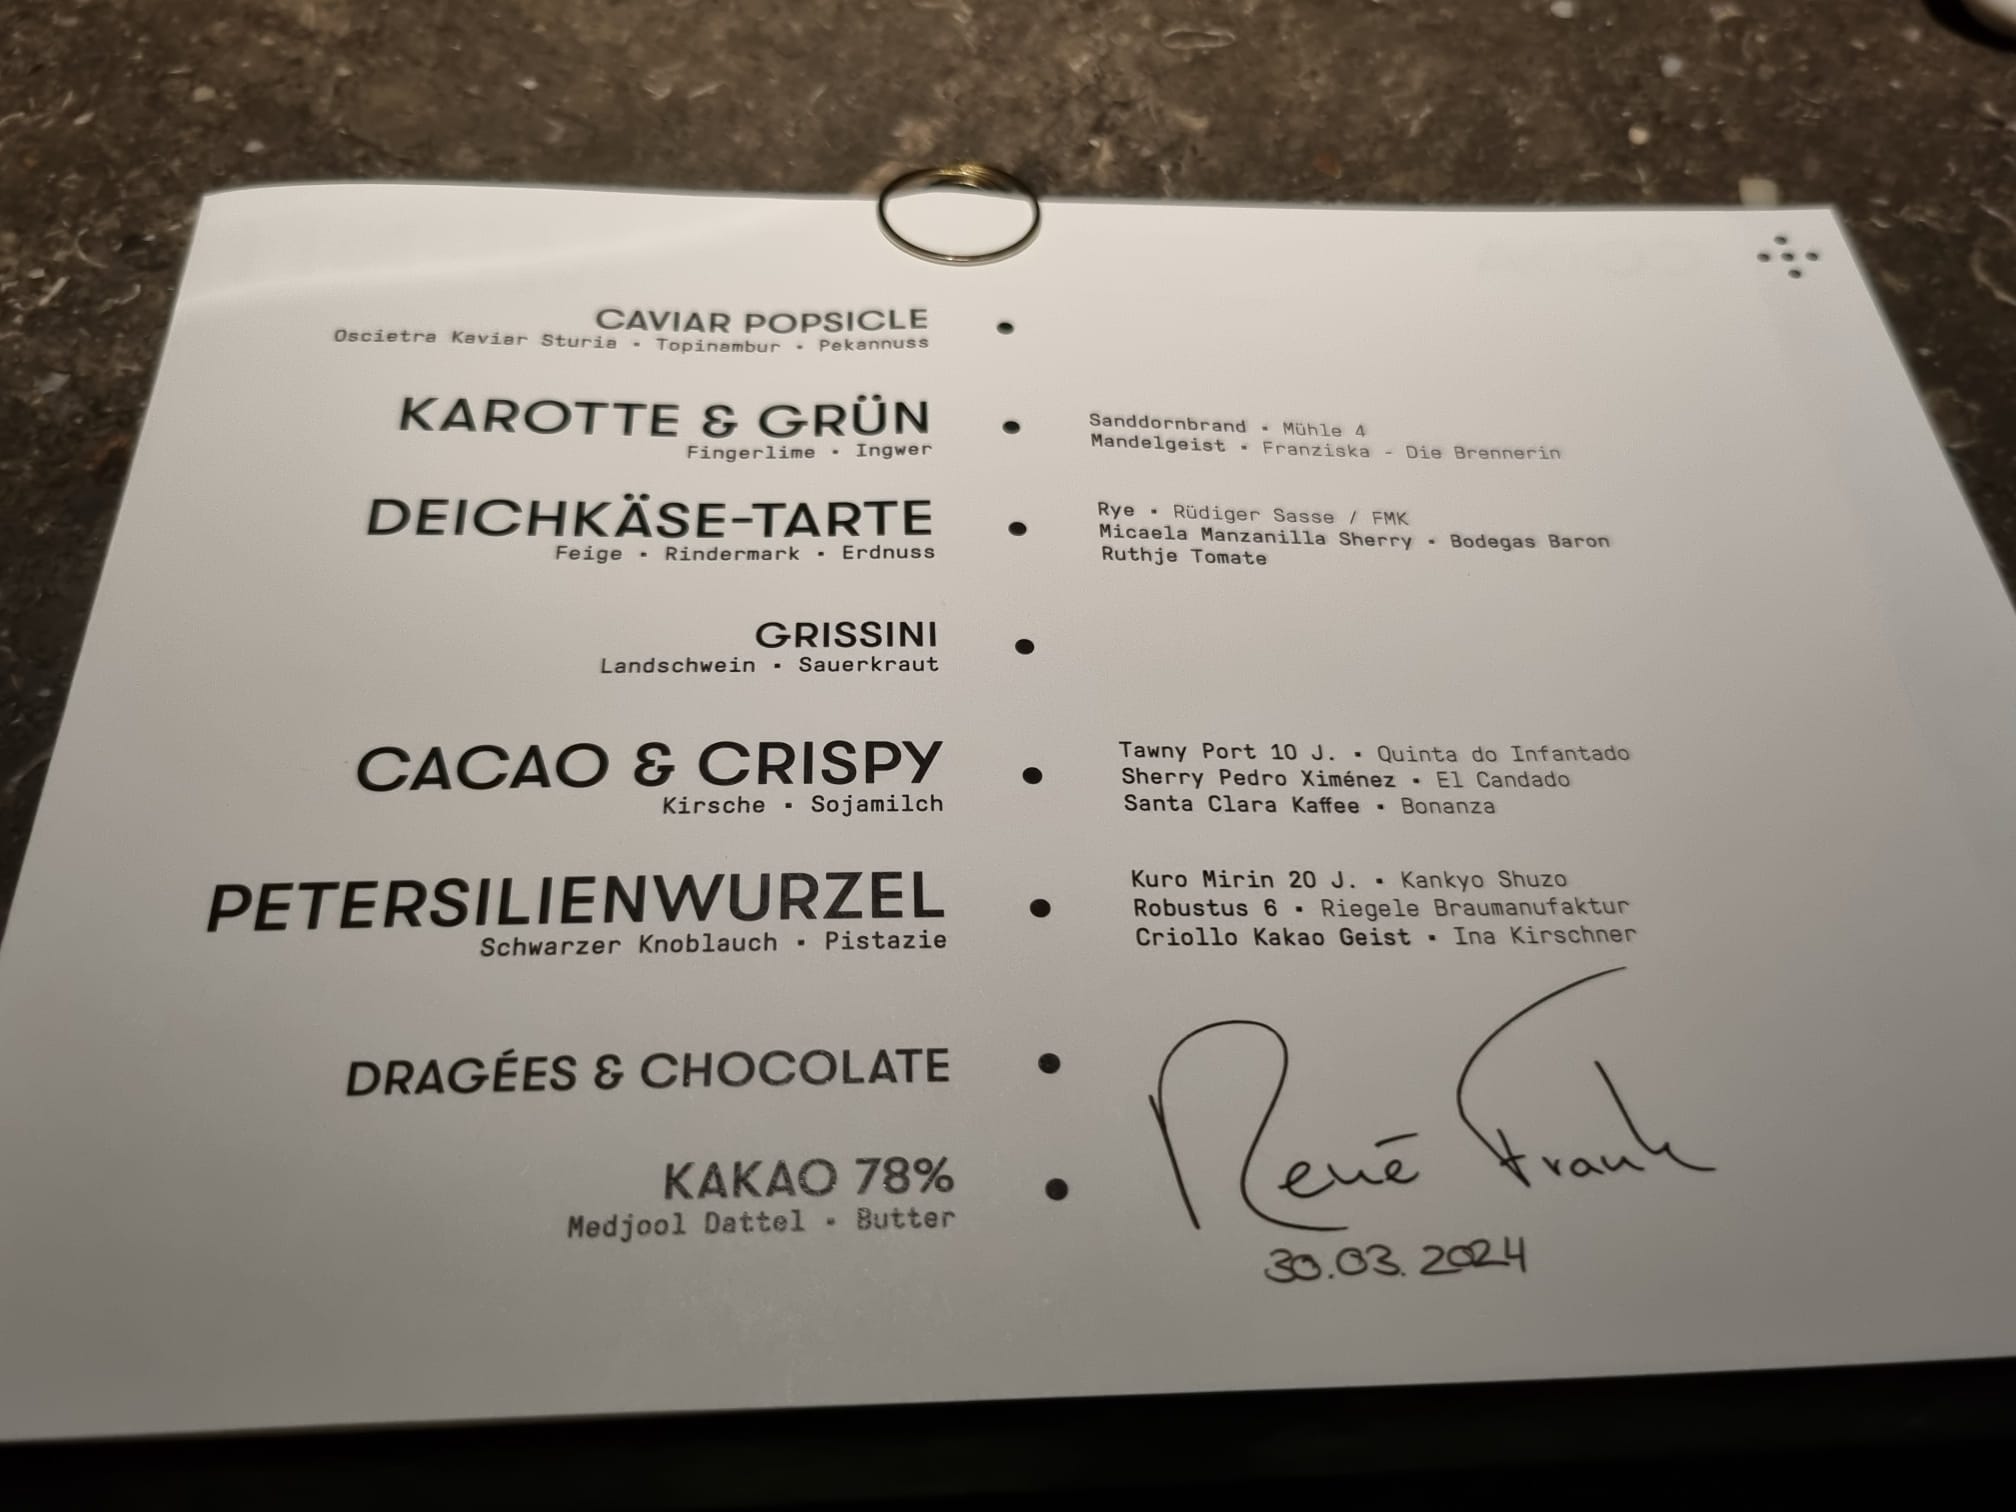 CAVIAR POPSICLE
Oscietra Kaviar Sturia ▪ Topinambur ▪ Pekannuss
KAROTTE & GRÜN
Fingerlime ▪ Ingwer
Sanddornbrand ▪ Mühle 4
Mandelgeist ▪ Franziska - Die Brennerin
DEICHKÄSE-TARTE
Feige ▪ Rindermark ▪ Erdnuss
Rye ▪ Rüdiger Sasse / FMK
Micaela Manzanilla Sherry ▪ Bodegas Baron
Ruthje Tomate
GRISSINI
Landschwein ▪ Sauerkraut
CACAO & CRISPY
Kirsche ▪ Sojamilch
Tawny Port 10 J. ▪ Quinta do Infantado
Sherry Pedro Ximénez ▪ El Candado
Santa Clara Kaffee ▪ Bonanza
PETERSILIENWURZEL
Schwarzer Knoblauch ▪ Pistazie
Kuro Mirin 20 J. ▪ Kankyo Shuzo
Robustus 6 ▪ Riegele Braumanufaktur
Criollo Kakao Geist ▪ Ina Kirschner
DRAGÉES & CHOCOLATE
KAKAO 78%
Medjool Dattel ▪ Butter
René Frank
30.03.2024